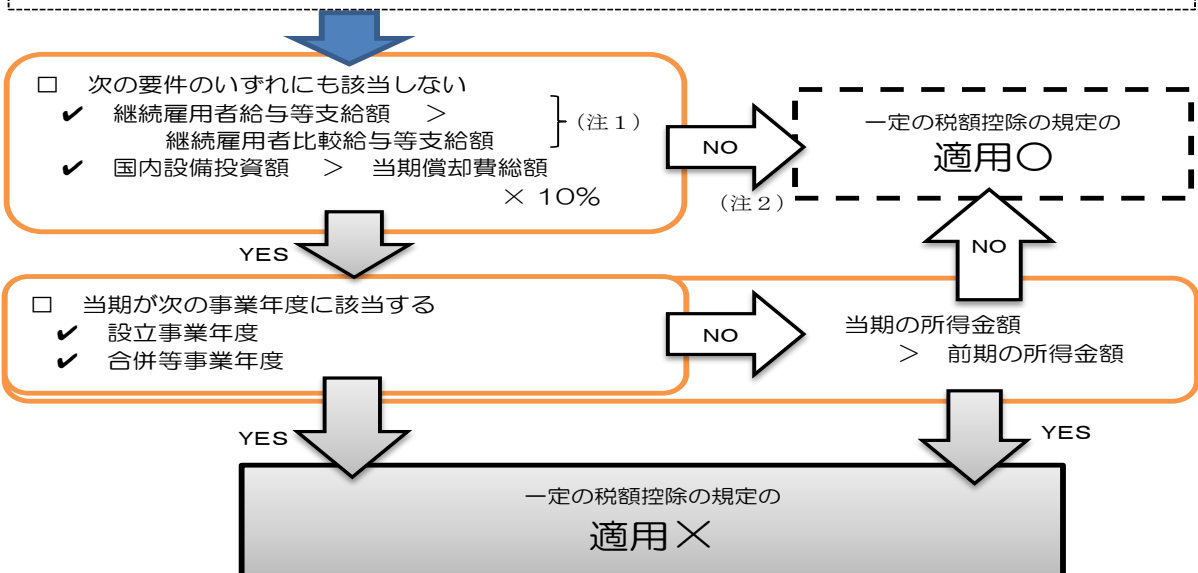 □ 次の要件のいずれにも該当しない
✔ 継続雇用者給与等支給額 ＞
継続雇用者比較給与等支給額
（注１）
✔ 国内設備投資額 ＞ 当期償却費総額
× 10%
NO
（注２）
一定の税額控除の規定の
適用○
YES
NO
□ 当期が次の事業年度に該当する
✔ 設立事業年度
✔ 合併等事業年度
NO
当期の所得金額
＞ 前期の所得金額
YES
YES
一定の税額控除の規定の
適用×